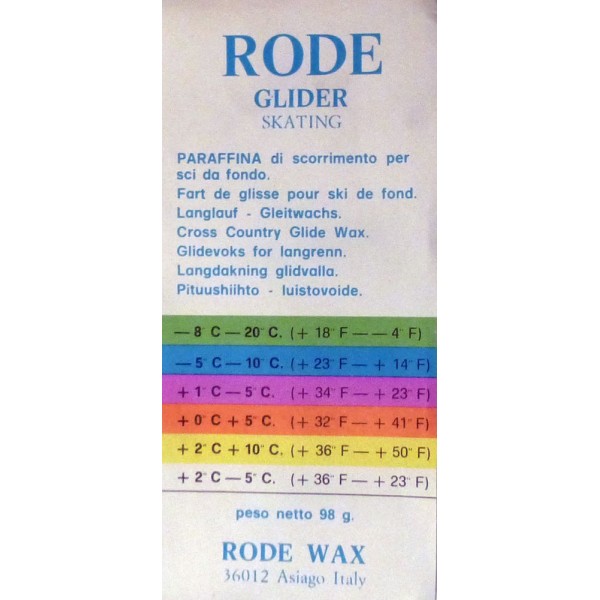 RODE
GLIDER
SKATING
PARAFFINA di scorrimento per
sci da fondo.
Fart de glisse pour ski de fond.
Langlauf - Gleitwachs.
Cross Country Glide Wax.
Glidevoks for langrenn.
Langdakning glidvalla.
Pituushiihto - luistovoide.
— 8° C — 20° C. (+ 18° F — – 4° F)
— 5° C — 10° C. (+ 23° F — + 14° F)
+ 1° C — 5° C. (+ 34° F — + 23° F)
+ 0° C + 5° C. (+ 32° F — + 41° F)
+ 2° C + 10° C. (+ 36° F — + 50° F)
+ 2° C — 5° C. (+ 36° F — + 23° F)
peso netto 98 g.
RODE WAX
36012 Asiago Italy